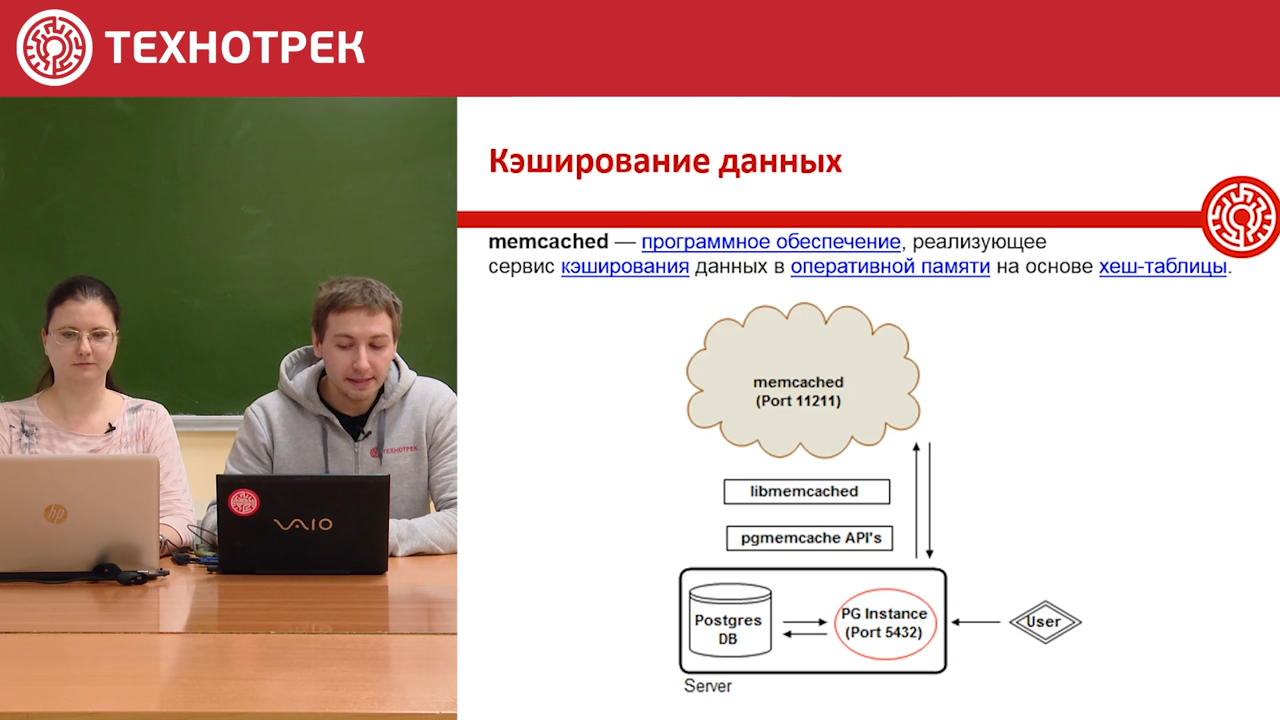 ТЕХНОТРЕК
Кэширование данных
memcached — программное обеспечение, реализующее
сервис кэширования данных в оперативной памяти на основе хеш-таблицы.
memcached
(Port 11211)
libmemcached
pgmemcache API's
Postgres
DB
PG Instance
(Port 5432)
User
Server
ТЕХНОТРЕК
hp
VAIO